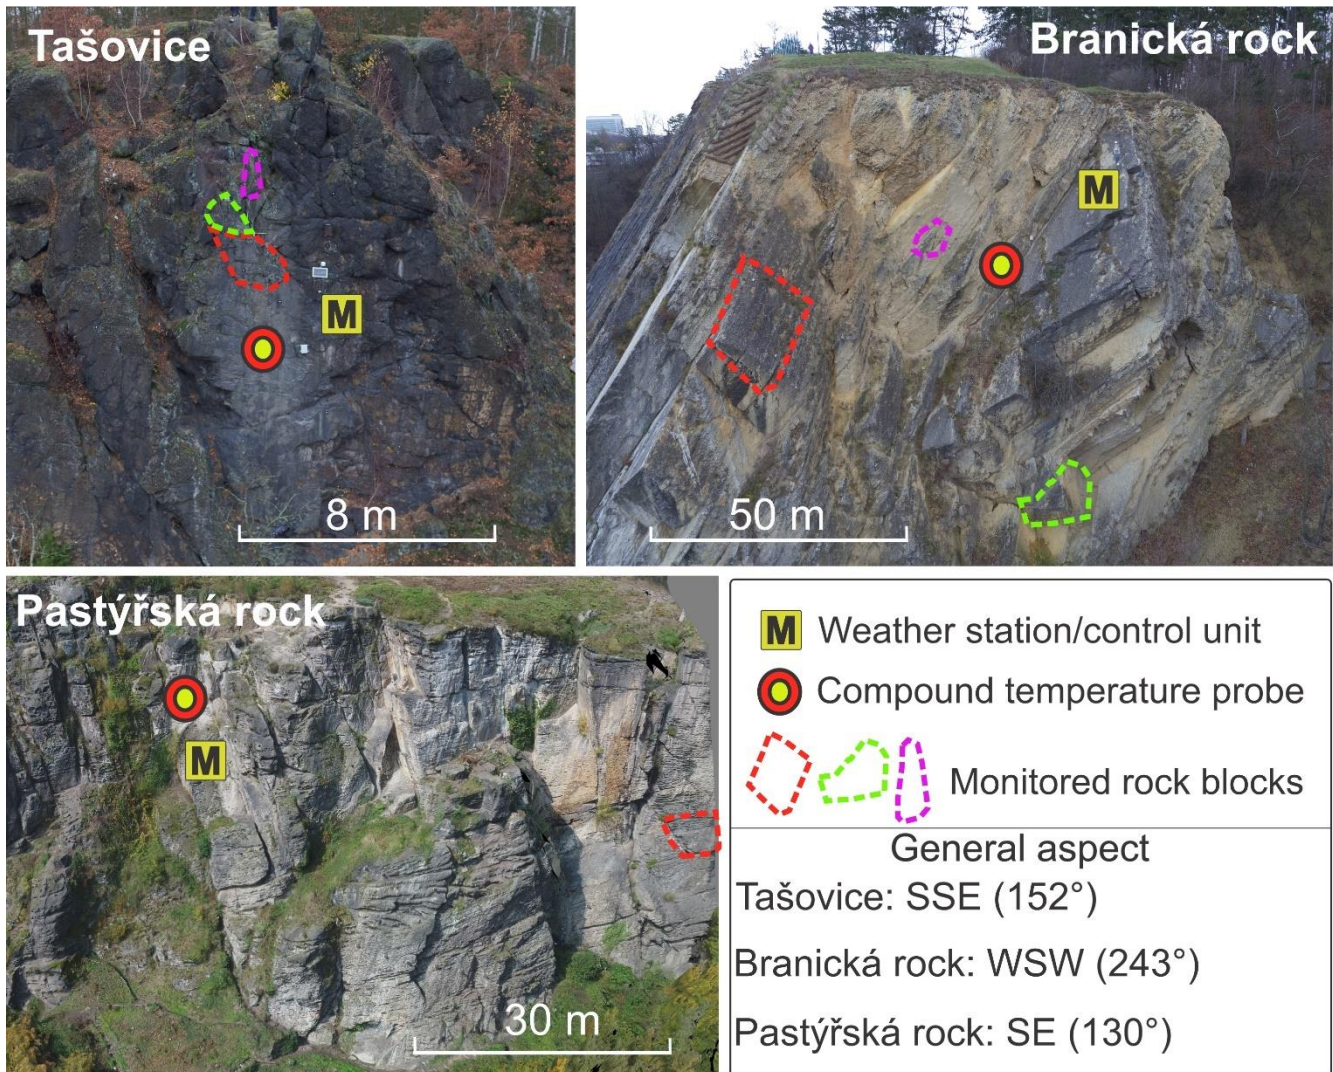 Tašovice
M
8 m
Branická rock
M
50 m
Pastýřská rock
M
30 m
M Weather station/control unit
Compound temperature probe
Monitored rock blocks
General aspect
Tašovice: SSE (152°)
Branická rock: WSW (243°)
Pastýřská rock: SE (130°)